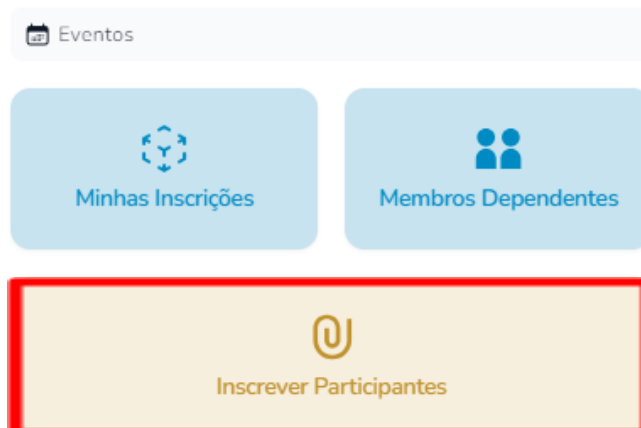 Eventos
Minhas Inscrições
Membros Dependentes
Inscrever Participantes